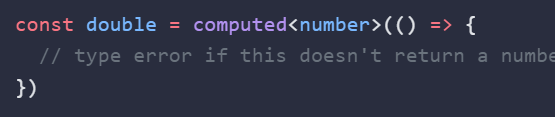 const double = computed<number>(() => {
  // type error if this doesn't return a numbe
})